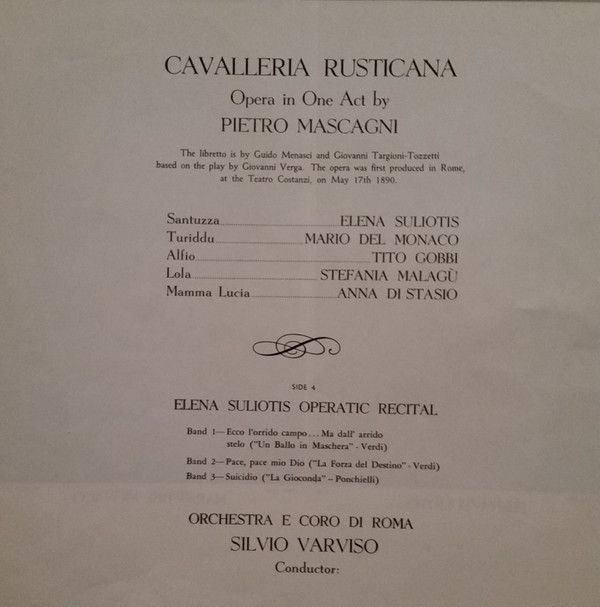 CAVALLERIA RUSTICANA
Opera in One Act by
PIETRO MASCAGNI
The libretto is by Guido Menasci and Giovanni Targioni-Tozzetti
based on the play by Giovanni Verga. The opera was first produced in Rome,
at the Teatro Costanzi, on May 17th 1890.
Santuzza ELENA SULIOTIS
Turiddu MARIO DEL MONACO
Alfio TITO GOBBI
Lola STEFANIA MALAGÙ
Mamma Lucia ANNA DI STASIO
SIDE 4
ELENA SULIOTIS OPERATIC RECITAL
Band 1—Ecco l'orrido campo . . . Ma dall' arrido
stelo ("Un Ballo in Maschera" - Verdi)
Band 2—Pace, pace mio Dio ("La Forza del Destino" - Verdi)
Band 3—Suicidio ("La Gioconda" – Ponchielli)
ORCHESTRA E CORO DI ROMA
SILVIO VARVISO
Conductor: